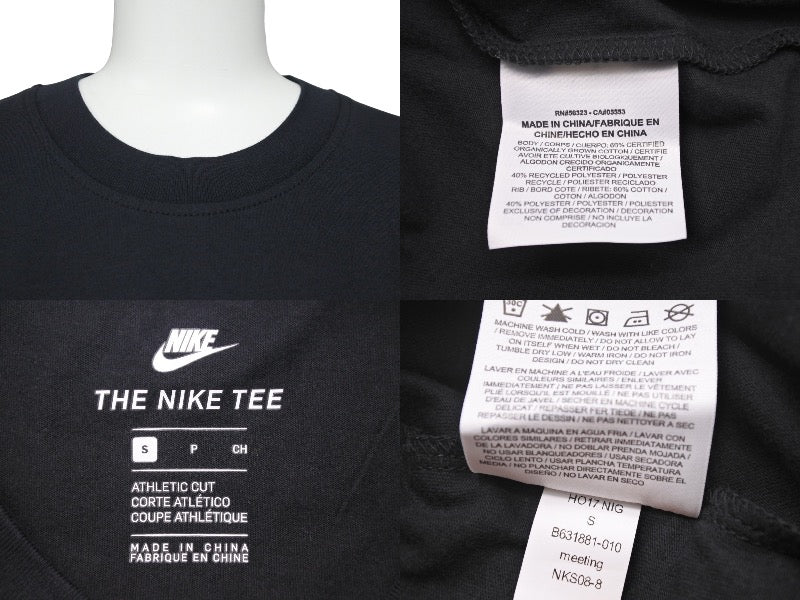 RN#56323 - CA#05553
MADE IN CHINA/FABRIQUE EN
CHINE/HECHO EN CHINA
BODY / CORPS / CUERPO: 60% CERTIFIED
ORGANICALLY GROWN COTTON / CERTIFIE
AVOIR ETE CULTIVE BIOLOGIQUEMENT /
ALGODON CRECIDO ORGANICAMENTE
CERTIFICADO
40% RECYCLED POLYESTER / POLYESTER
RECYCLE / POLIESTER RECICLADO
RIB / BORD COTE / RIBETE: 60% COTTON /
COTON / ALGODON
40% POLYESTER / POLYESTER / POLIESTER
EXCLUSIVE OF DECORATION / DECORATION
NON COMPRISE / NO INCLUYE LA
DECORACION
NIKE
THE NIKE TEE
S P CH
ATHLETIC CUT
CORTE ATLÉTICO
COUPE ATHLÉTIQUE
MADE IN CHINA
FABRIQUE EN CHINE
30C
MACHINE WASH COLD / WASH WITH LIKE COLORS
/ REMOVE IMMEDIATELY / DO NOT ALLOW TO LAY
ON ITSELF WHEN WET / DO NOT BLEACH /
TUMBLE DRY LOW / WARM IRON / DO NOT IRON
DESIGN / DO NOT DRY CLEAN
LAVER EN MACHINE A L'EAU FROIDE / LAVER AVEC
COULEURS SIMILAIRES / ENLEVER
IMMEDIATEMENT / NE PAS LAISSER LE VÊTEMENT
PLIÉ LORSQU'IL EST MOUILLÉ / NE PAS UTILISER
D'EAU DE JAVEL / SECHER EN MACHINE CYCLE
DELICAT / REPASSER FER TIEDE / NE PAS
REPASSER LE DESSIN / NE PAS NETTOYER A SEC
LAVAR A MAQUINA EN AGUA FRIA / LAVAR CON
COLORES SIMILARES / RETIRAR INMEDIATAMENTE
DE LA LAVADORA / NO DOBLAR PRENDA MOJADA /
NO USAR BLANQUEADORES / USAR SECADORA
CICLO LENTO / USAR PLANCHA TEMPERATURA
MEDIA / NO PLANCHAR DIRECTAMENTE SOBRE EL
DISEÑO / NO LAVAR EN SECO
HO17 NIG
S
B631881-010
meeting
NKS08-8